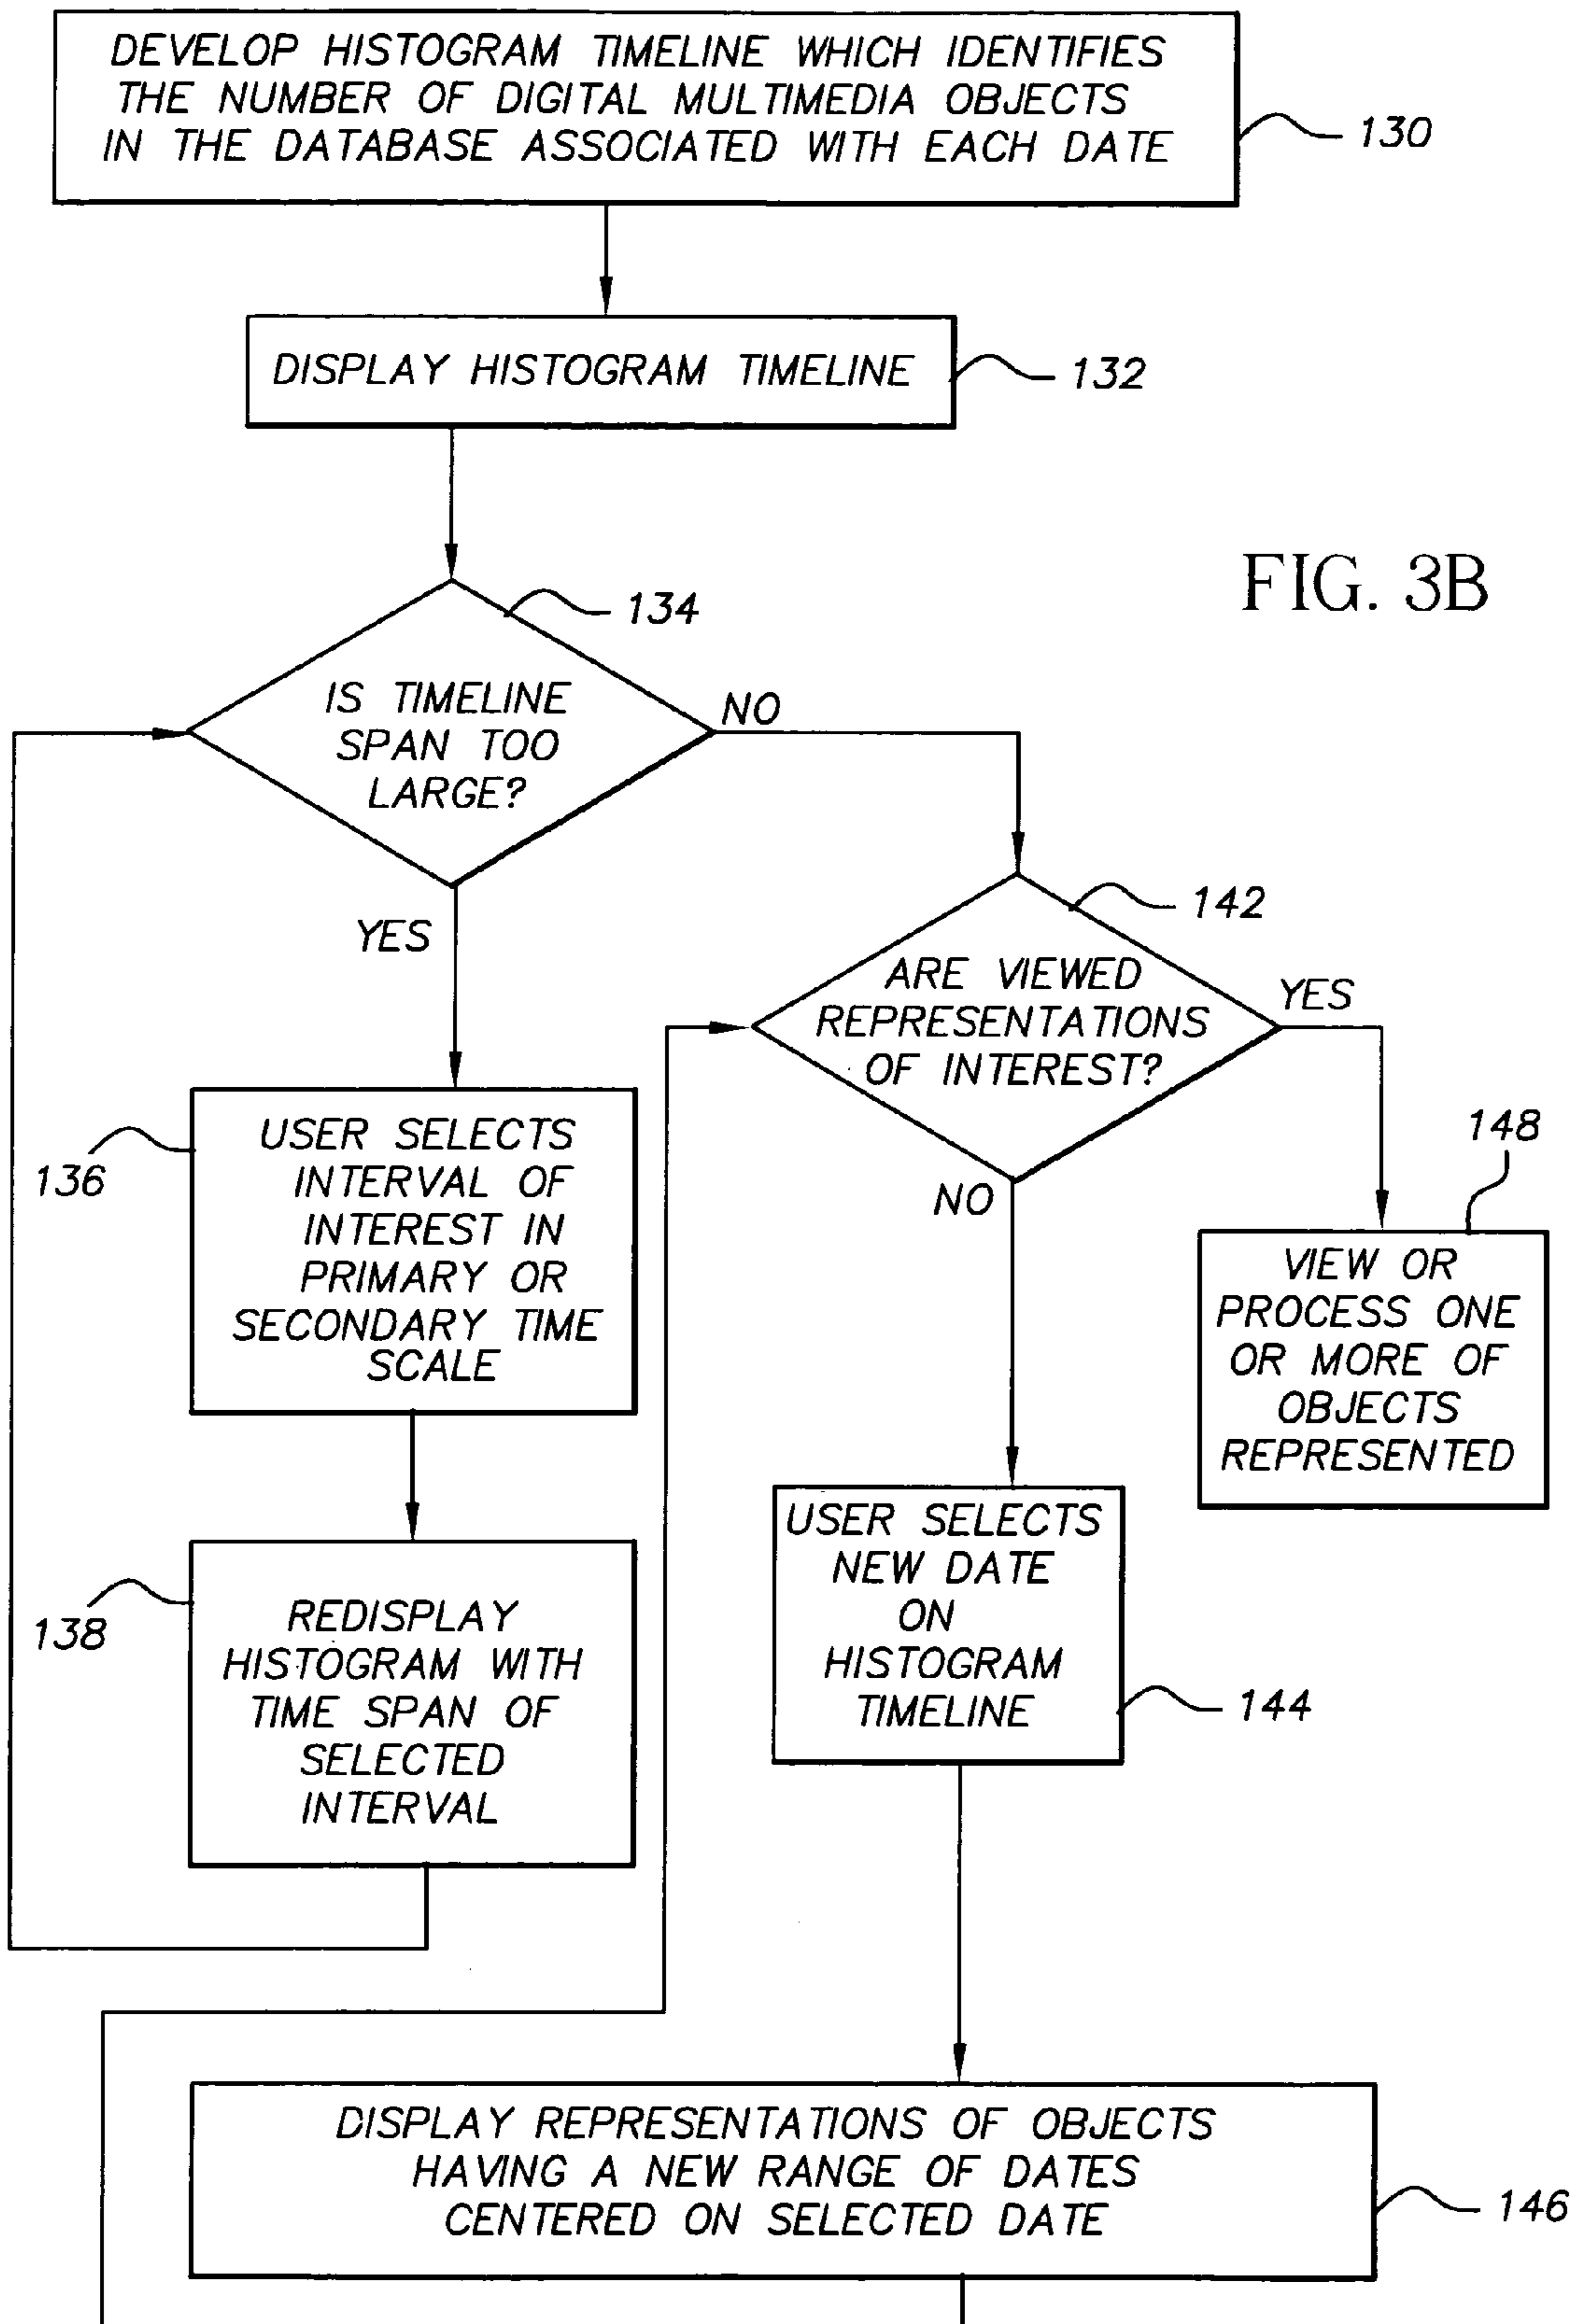 DEVELOP HISTOGRAM TIMELINE WHICH IDENTIFIES
THE NUMBER OF DIGITAL MULTIMEDIA OBJECTS
IN THE DATABASE ASSOCIATED WITH EACH DATE
130
DISPLAY HISTOGRAM TIMELINE
132
FIG. 3B
134
IS TIMELINE
SPAN TOO
LARGE?
NO
YES
142
ARE VIEWED
REPRESENTATIONS
OF INTEREST?
YES
NO
136
USER SELECTS
INTERVAL OF
INTEREST IN
PRIMARY OR
SECONDARY TIME
SCALE
148
VIEW OR
PROCESS ONE
OR MORE OF
OBJECTS
REPRESENTED
138
REDISPLAY
HISTOGRAM WITH
TIME SPAN OF
SELECTED
INTERVAL
USER SELECTS
NEW DATE
ON
HISTOGRAM
TIMELINE
144
DISPLAY REPRESENTATIONS OF OBJECTS
HAVING A NEW RANGE OF DATES
CENTERED ON SELECTED DATE
146